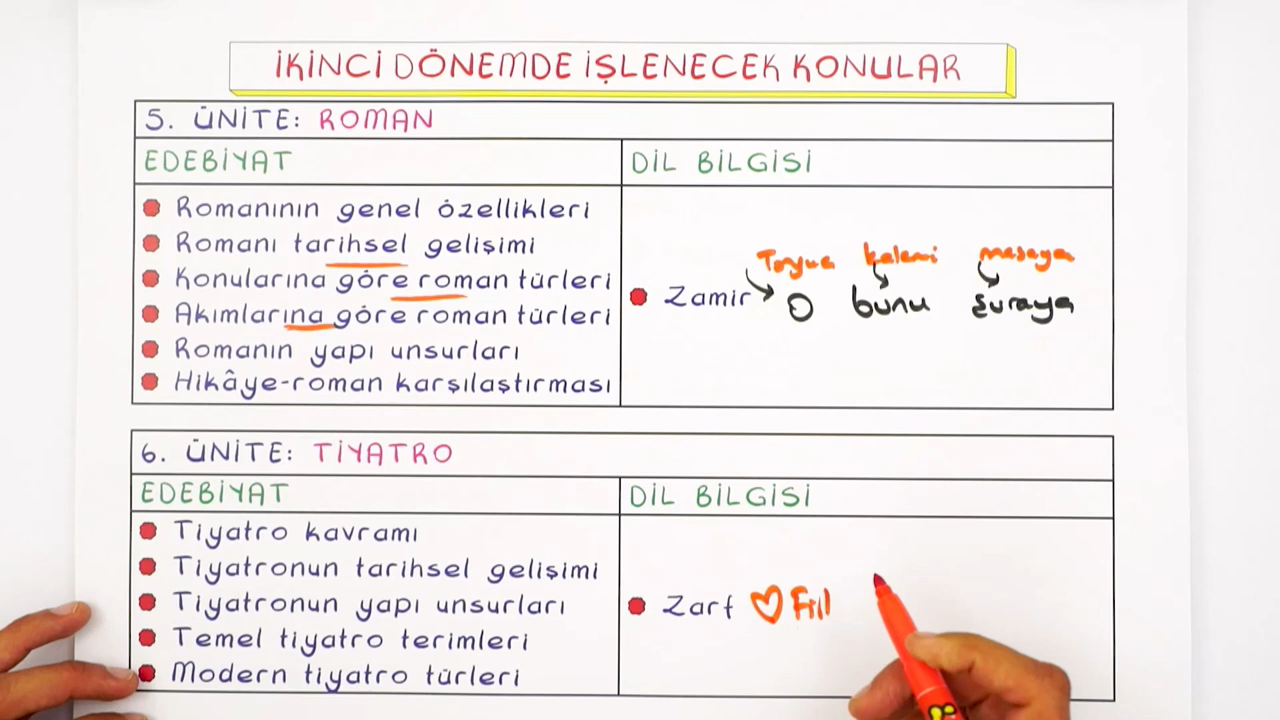 İKİNCİ DÖNEMDE İŞLENECEK KONULAR
5. ÜNİTE: ROMAN
EDEBİYAT
DİL BİLGİSİ
Romanının genel özellikleri
Romanı tarihsel gelişimi
Konularına göre roman türleri
Akımlarına göre roman türleri
Romanın yapı unsurları
Hikâye-roman karşılaştırması
kalemi masaya
Zamir O bunu şuraya
6. ÜNİTE: TİYATRO
EDEBİYAT
DİL BİLGİSİ
Tiyatro kavramı
Tiyatronun tarihsel gelişimi
Tiyatronun yapı unsurları
Temel tiyatro terimleri
Modern tiyatro türleri
Zarf Fiil